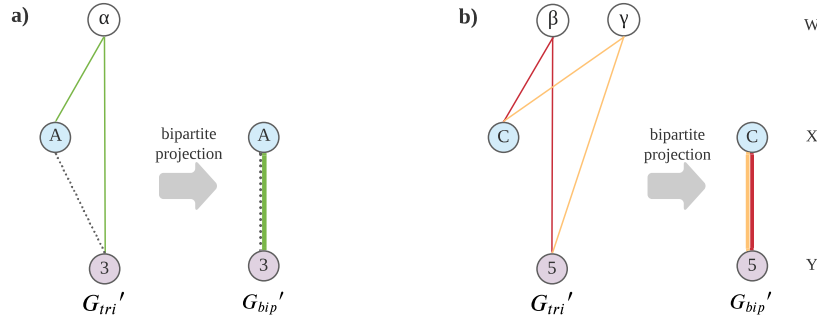 a)
α
A
3
G_tri′
bipartite
projection
A
3
G_bip′
b)
β
γ
C
5
G_tri′
bipartite
projection
C
5
G_bip′
W
X
Y